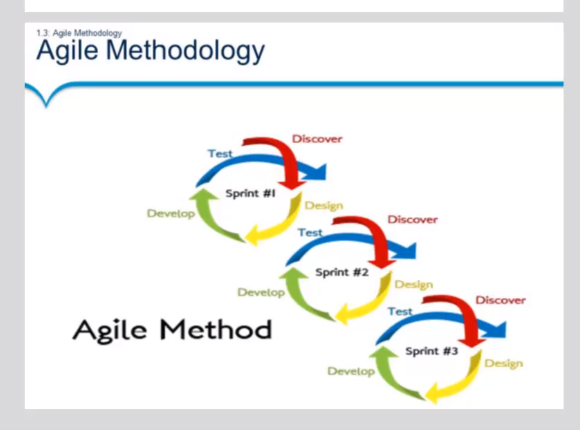 1.3: Agile Methodology
Agile Methodology
Discover
Test
Sprint #1
Design
Develop
Discover
Test
Sprint #2
Design
Develop
Discover
Test
Sprint #3
Design
Develop
Agile Method